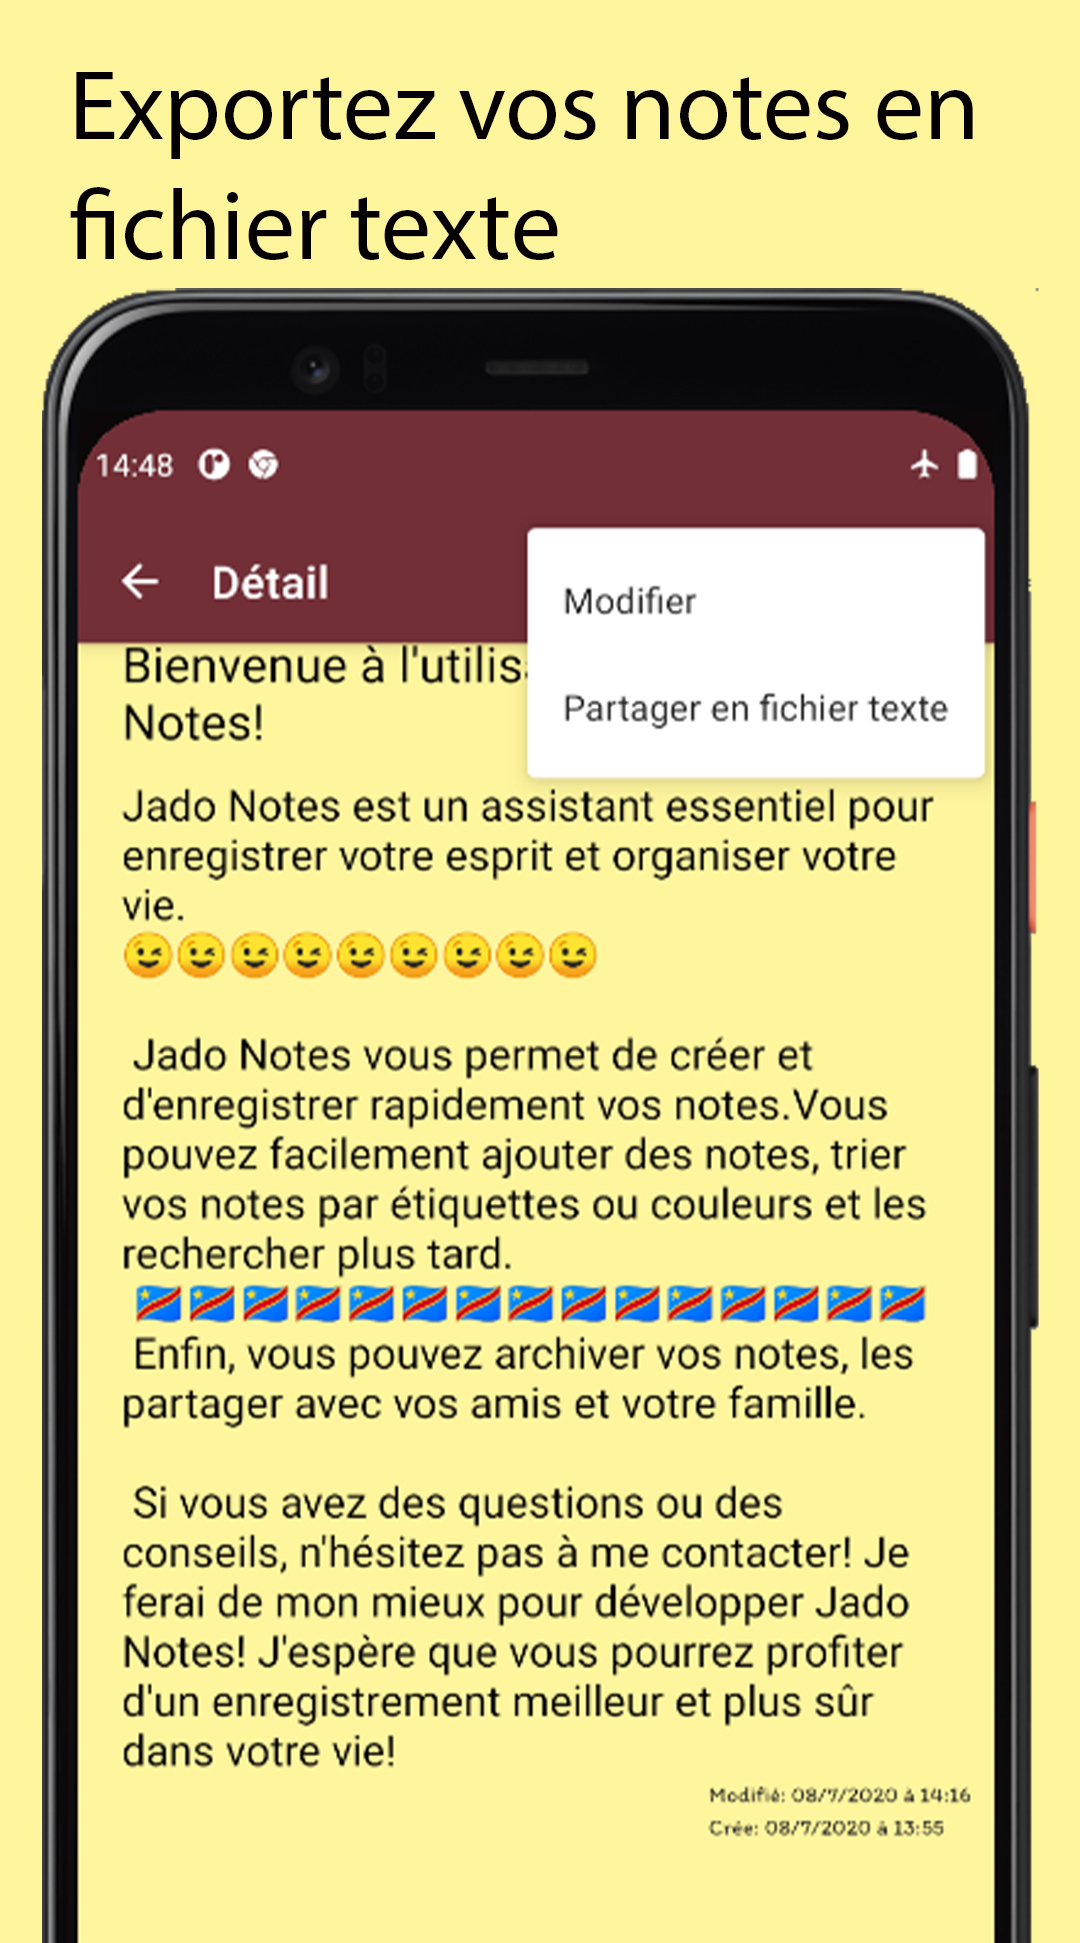 Exportez vos notes en
fichier texte
14:48
Détail
Modifier
Partager en fichier texte
Bienvenue à l'utilis
Notes!
Jado Notes est un assistant essentiel pour
enregistrer votre esprit et organiser votre
vie.
😉😉😉😉😉😉😉😉😉
Jado Notes vous permet de créer et
d'enregistrer rapidement vos notes.Vous
pouvez facilement ajouter des notes, trier
vos notes par étiquettes ou couleurs et les
rechercher plus tard.
🇨🇩🇨🇩🇨🇩🇨🇩🇨🇩🇨🇩🇨🇩🇨🇩🇨🇩🇨🇩🇨🇩🇨🇩🇨🇩🇨🇩🇨🇩
Enfin, vous pouvez archiver vos notes, les
partager avec vos amis et votre famille.
Si vous avez des questions ou des
conseils, n'hésitez pas à me contacter! Je
ferai de mon mieux pour développer Jado
Notes! J'espère que vous pourrez profiter
d'un enregistrement meilleur et plus sûr
dans votre vie!
Modifié: 08/7/2020 à 14:16
Crée: 08/7/2020 à 13:55